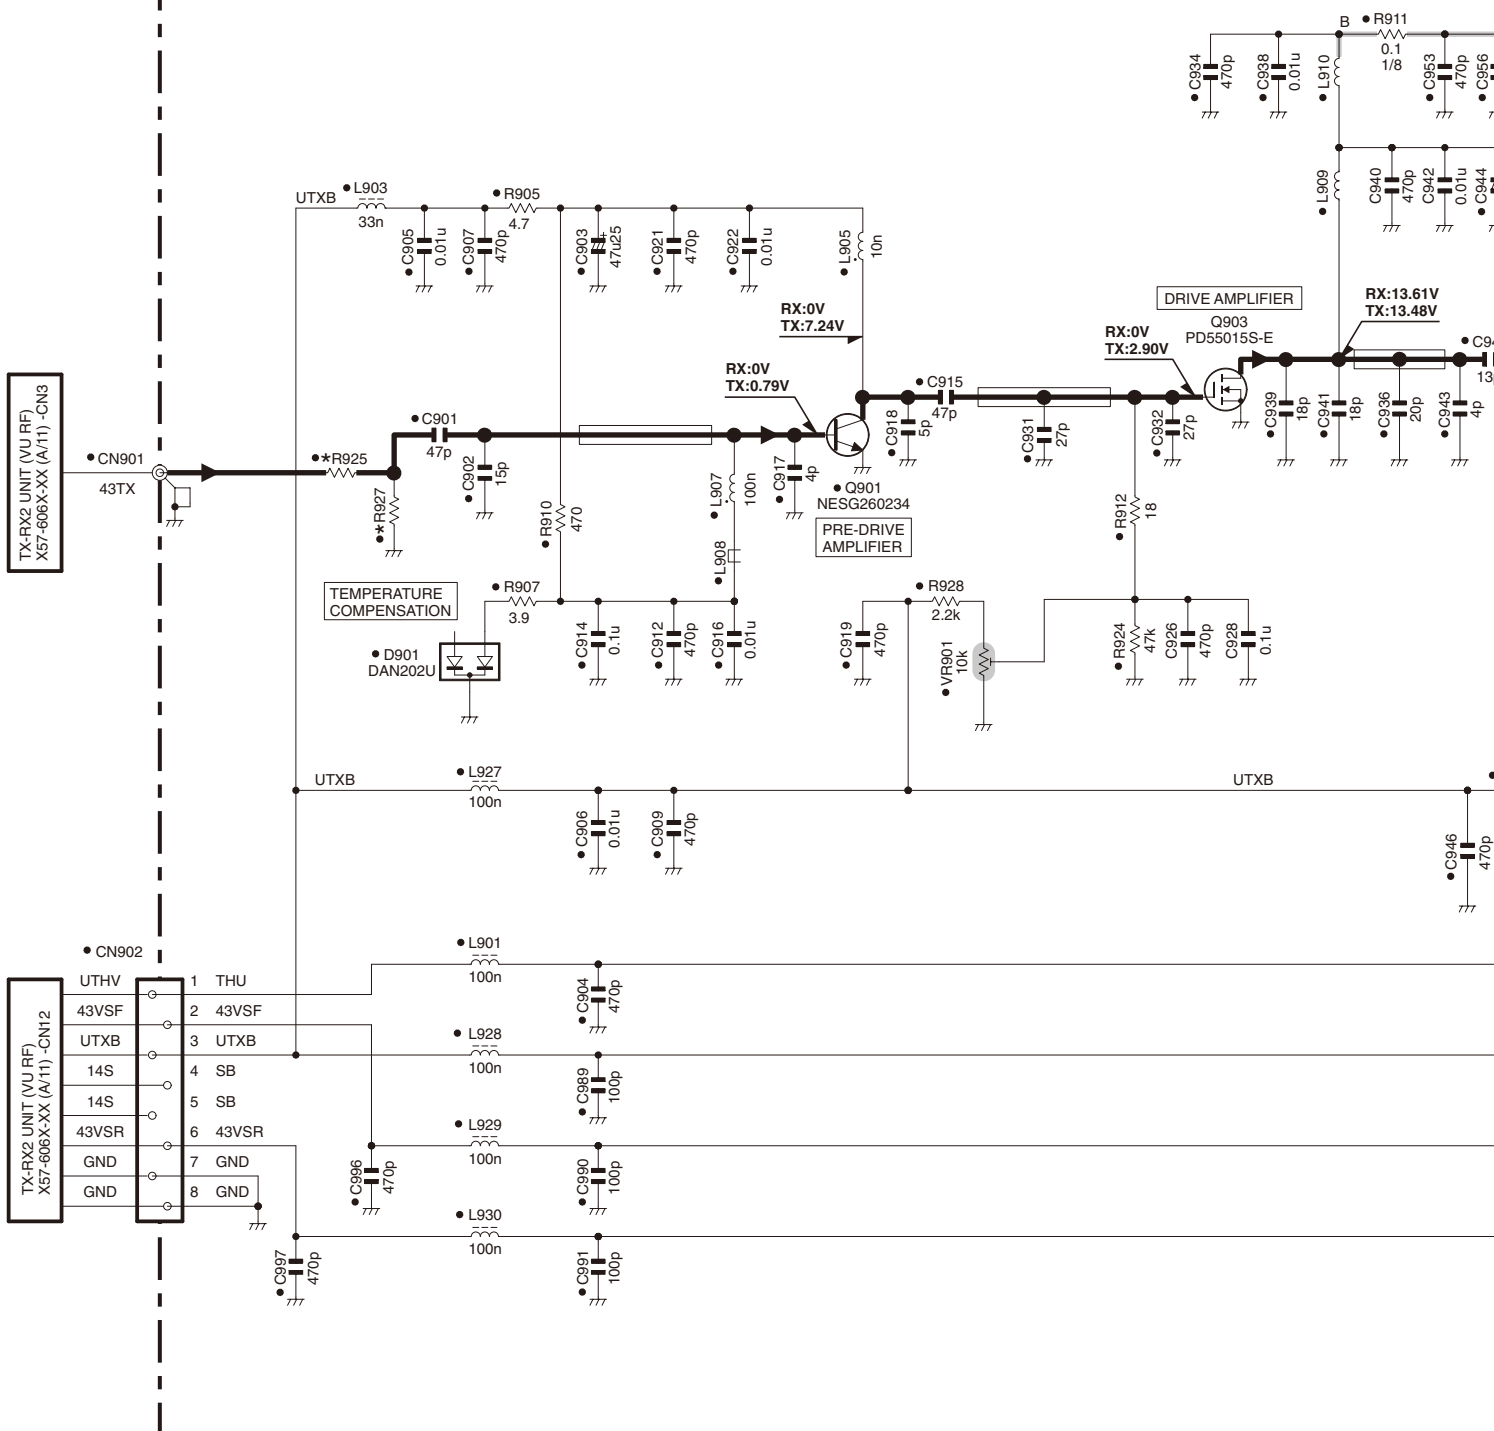 B
● R911
0.1
1/8
● C934
470p
● C938
0.01u
● L910
● C953
470p
● C956
● L909
C940
470p
C942
0.01u
● C944
UTXB
● L903
33n
● R905
4.7
● C905
0.01u
● C907
470p
● C903
+
47u25
● C921
470p
● C922
0.01u
● L905
10n
RX:0V
TX:7.24V
DRIVE AMPLIFIER
Q903
PD55015S-E
RX:13.61V
TX:13.48V
RX:0V
TX:2.90V
RX:0V
TX:0.79V
TX-RX2 UNIT (VU RF)
X57-606X-XX (A/11) -CN3
● CN901
43TX
● ★R925
● ★R927
● C901
47p
● C902
15p
● L907
100n
● L908
● C917
4p
● Q901
NESG260234
PRE-DRIVE
AMPLIFIER
● C918
5p
● C915
47p
● C931
27p
● C932
27p
● C939
18p
● C941
18p
● C936
20p
● C943
4p
● R910
470
● R912
18
TEMPERATURE
COMPENSATION
● R907
3.9
● D901
DAN202U
● C914
0.1u
● C912
470p
● C916
0.01u
● C919
470p
● R928
2.2k
● VR901
10k
● R924
47k
C926
470p
C928
0.1u
UTXB
● L927
100n
● C906
0.01u
● C909
470p
UTXB
● C946
470p
● CN902
TX-RX2 UNIT (VU RF)
X57-606X-XX (A/11) -CN12
UTHV 1 THU
43VSF 2 43VSF
UTXB 3 UTXB
14S 4 SB
14S 5 SB
43VSR 6 43VSR
GND 7 GND
GND 8 GND
● L901
100n
● C904
470p
● L928
100n
● C989
100p
● L929
100n
● C996
470p
● C990
100p
● L930
100n
● C997
470p
● C991
100p